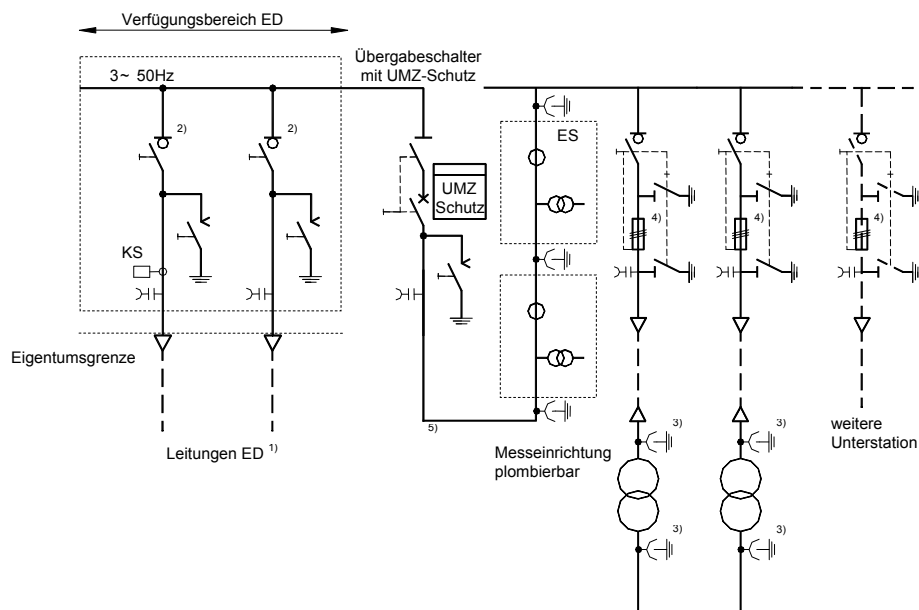 Verfügungsbereich ED
Übergabeschalter
mit UMZ-Schutz
3~ 50Hz
2)
2)
ES
UMZ
Schutz
4)
4)
4)
KS
Eigentumsgrenze
5)
Leitungen ED 1)
Messeinrichtung
plombierbar
3)
3)
weitere
Unterstation
3)
3)